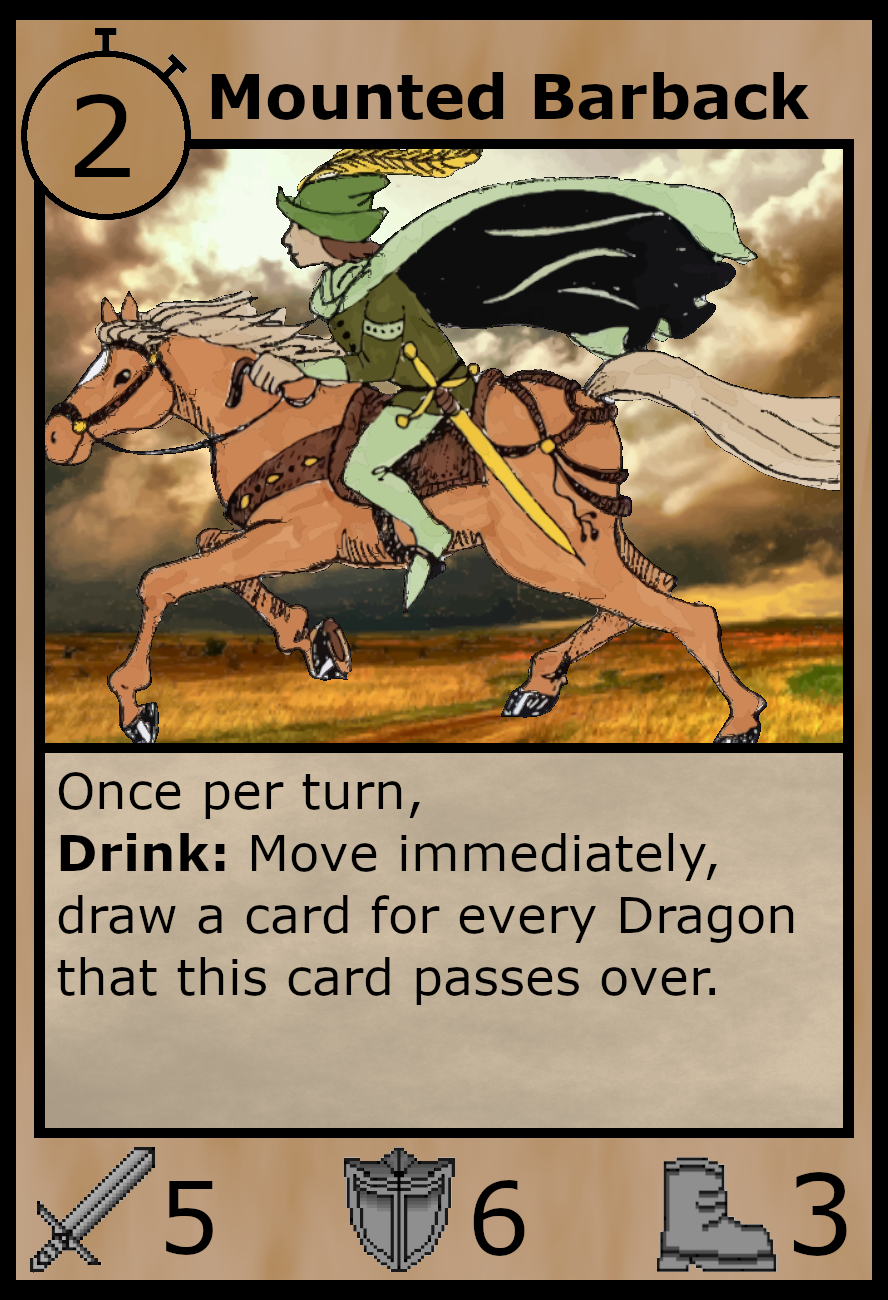 2
Mounted Barback
Once per turn,
Drink: Move immediately,
draw a card for every Dragon
that this card passes over.
5
6
3